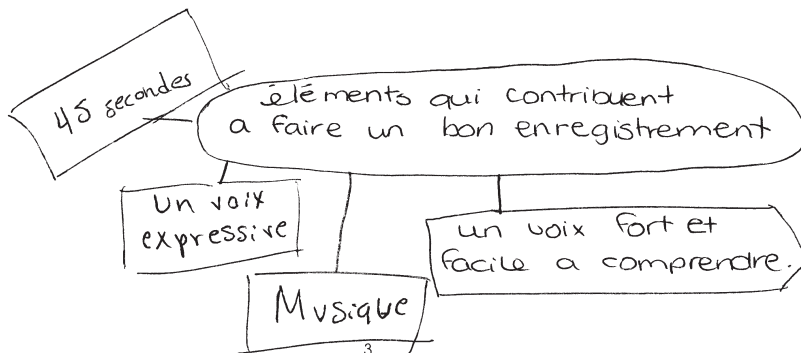 45 secondes
éléments qui contribuent
a faire un bon enregistrement
un voix
expressive
un voix fort et
facile a comprendre.
Musique
3